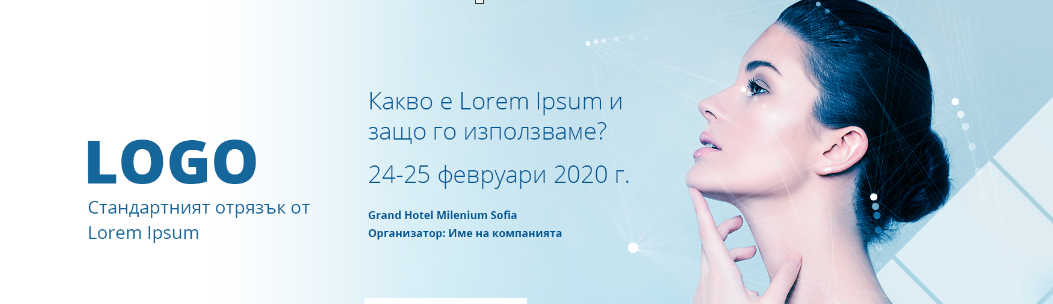 LOGO
Стандартният отрязък от
Lorem Ipsum
Какво е Lorem Ipsum и
защо го използваме?
24-25 февруари 2020 г.
Grand Hotel Milenium Sofia
Организатор: Име на компанията